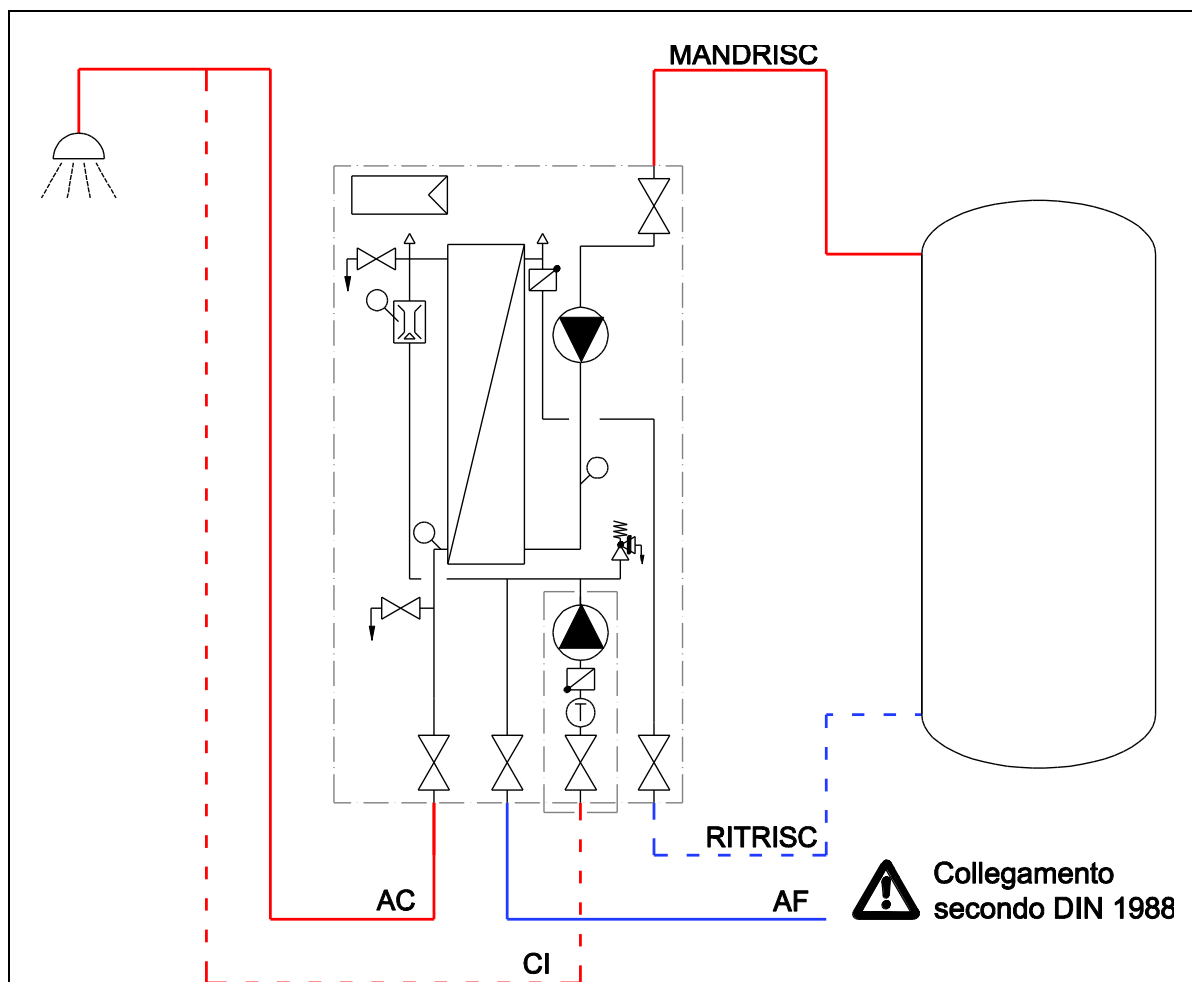 MANDRISC
T
RITRISC
AC
AF
Collegamento
secondo DIN 1988
CI